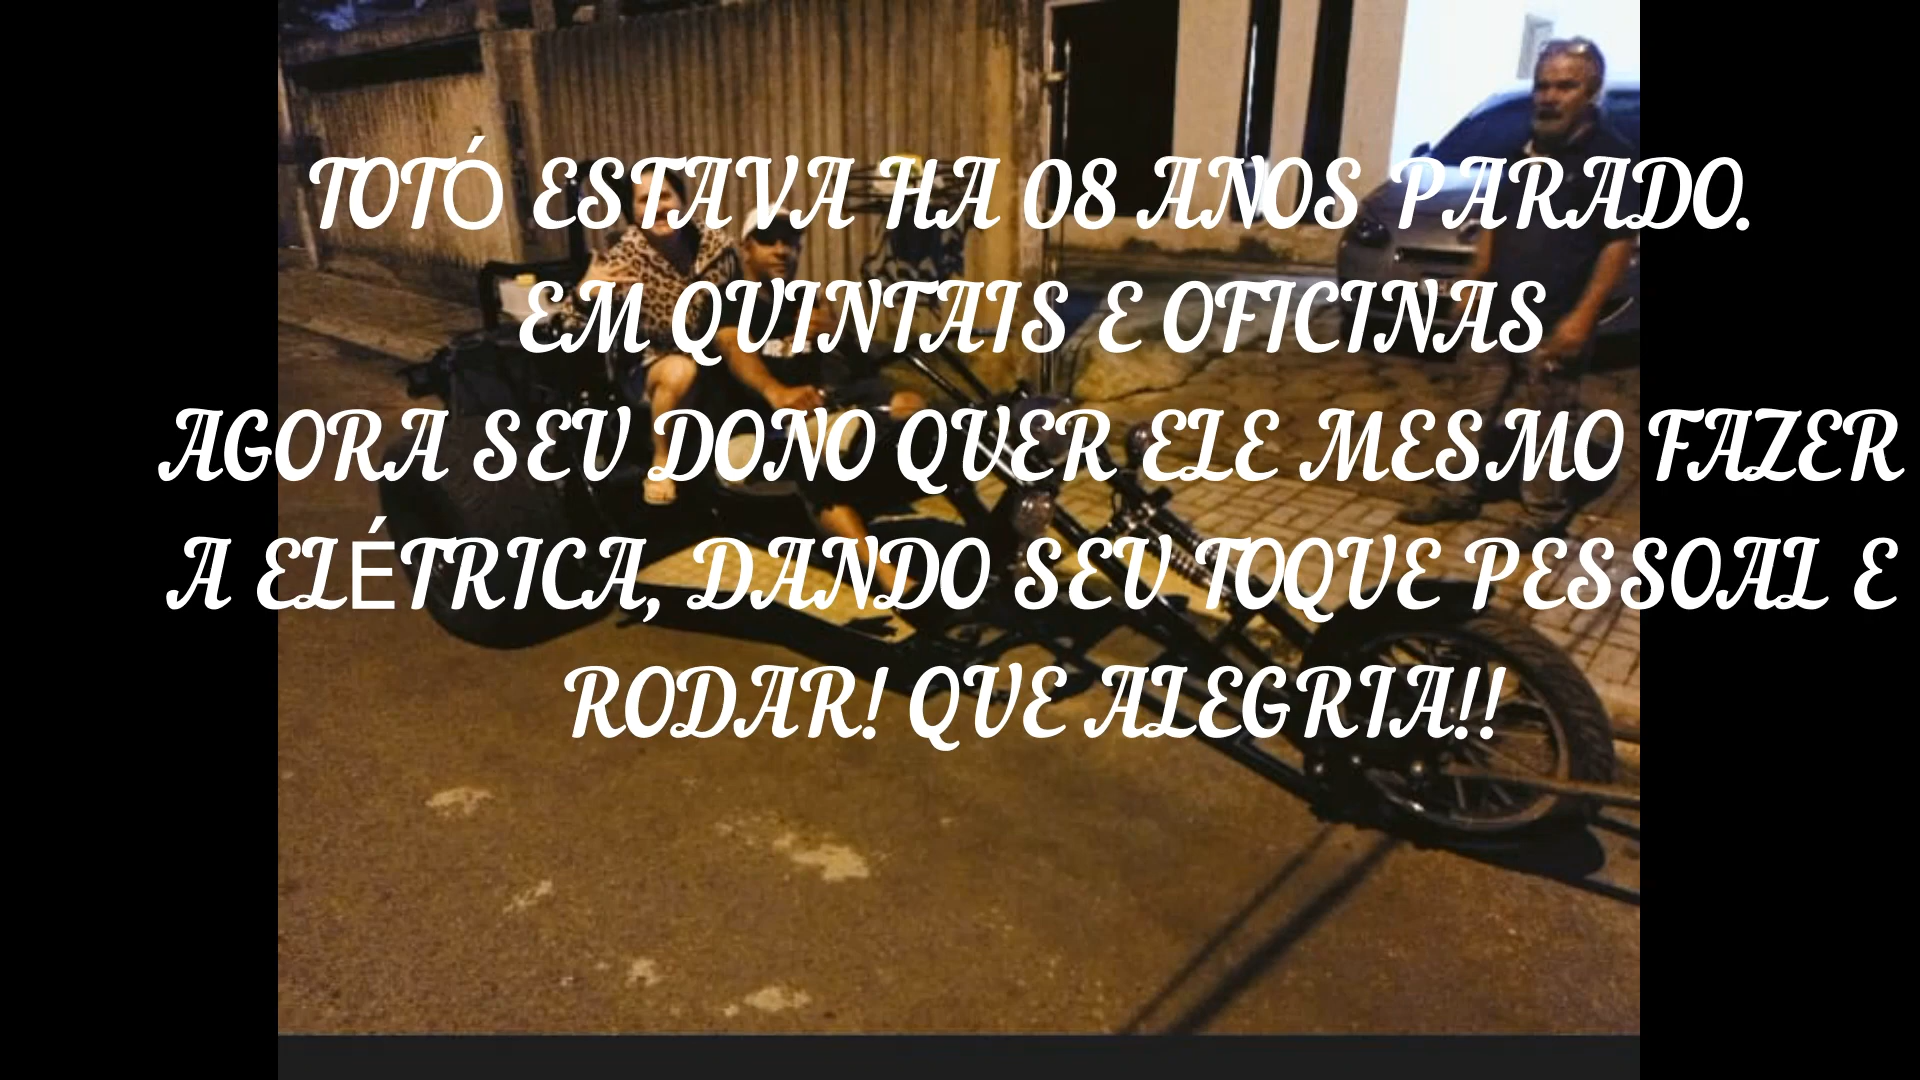 TOTÓ ESTAVA HA 08 ANOS PARADO.
EM QUINTAIS E OFICINAS
AGORA SEU DONO QUER ELE MESMO FAZER
A ELÉTRICA, DANDO SEU TOQUE PESSOAL E
RODAR! QUE ALEGRIA!!